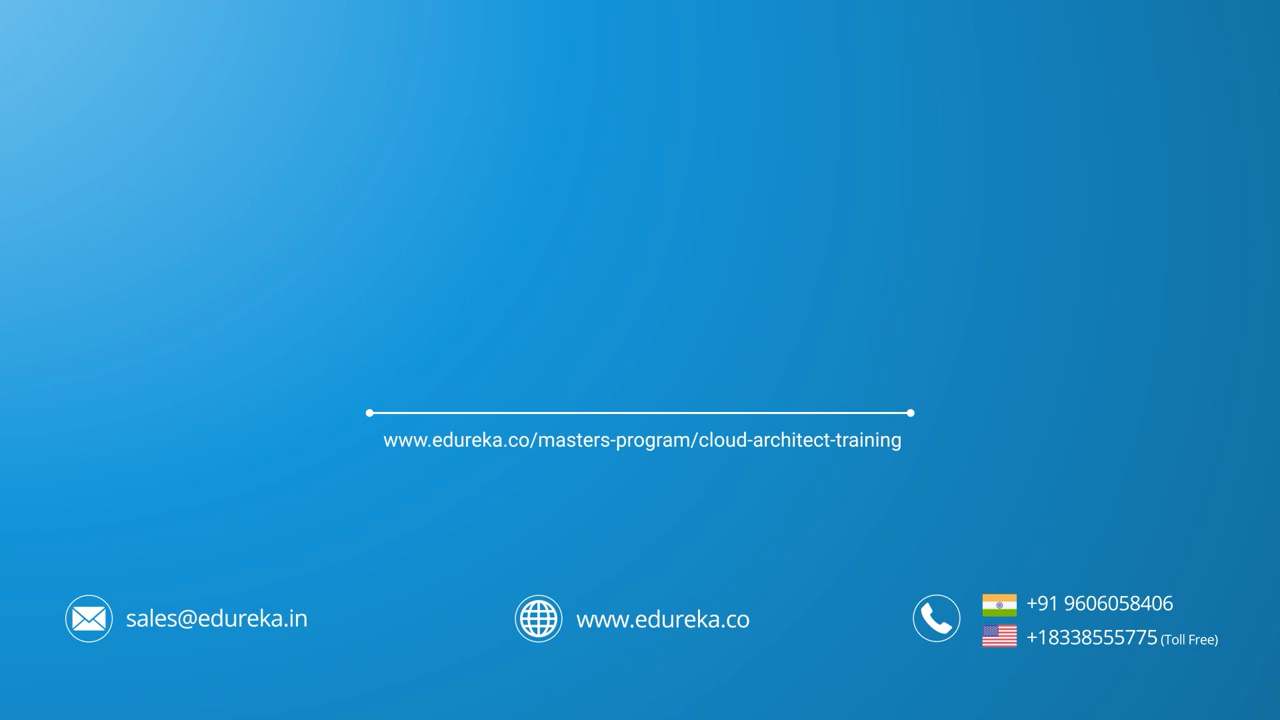 www.edureka.co/masters-program/cloud-architect-training
sales@edureka.in
www.edureka.co
+91 9606058406
+18338555775 (Toll Free)